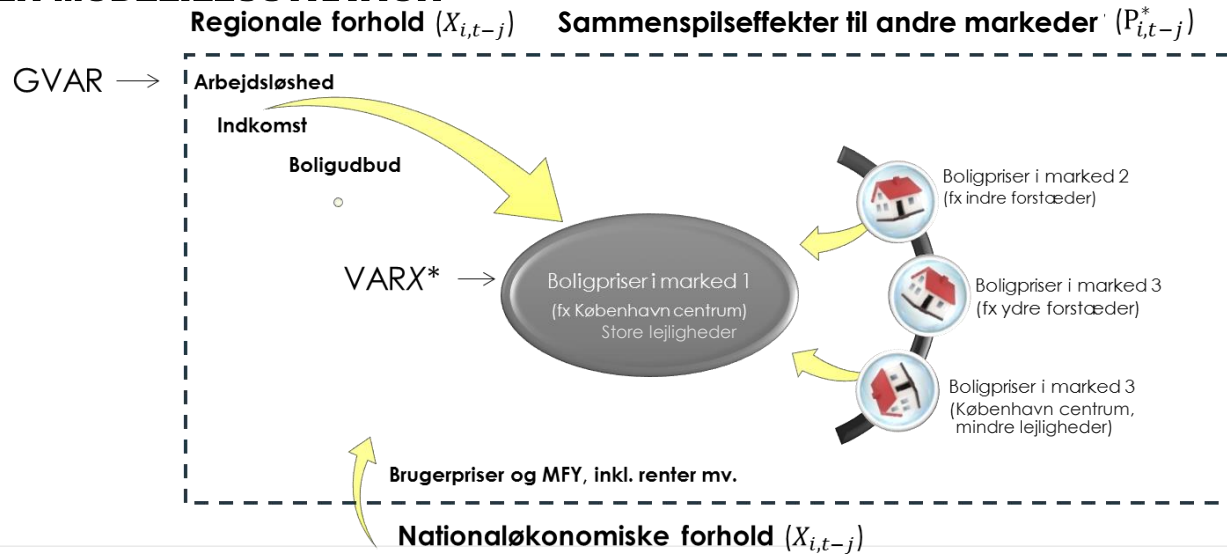 Regionale forhold (X_{i,t−j})
Sammenspilseffekter til andre markeder (P^*_{i,t−j})
GVAR
Arbejdsløshed
Indkomst
Boligudbud
Boligpriser i marked 2
(fx indre forstæder)
VARX*
Boligpriser i marked 1
(fx København centrum)
Store lejligheder
Boligpriser i marked 3
(fx ydre forstæder)
Boligpriser i marked 3
(København centrum,
mindre lejligheder)
Brugerpriser og MFY, inkl. renter mv.
Nationaløkonomiske forhold (X_{i,t−j})